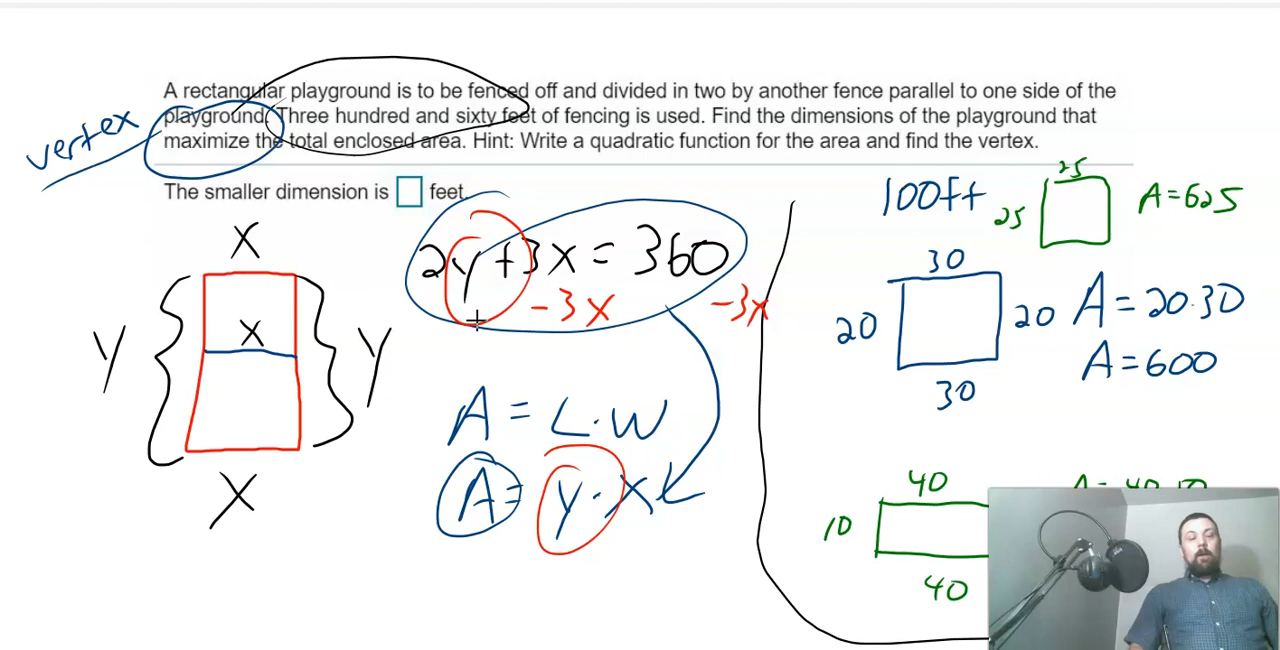 A rectangular playground is to be fenced off and divided in two by another fence parallel to one side of the
playground. Three hundred and sixty feet of fencing is used. Find the dimensions of the playground that
maximize the total enclosed area. Hint: Write a quadratic function for the area and find the vertex.
vertex
The smaller dimension is feet.
X
X
Y
Y
X
2y+3x = 360
-3x
-3x
A = L·W
A = y·x
100ft
25
25
A=625
30
20
20
30
A = 20·30
A = 600
40
10
40
A = 40·10